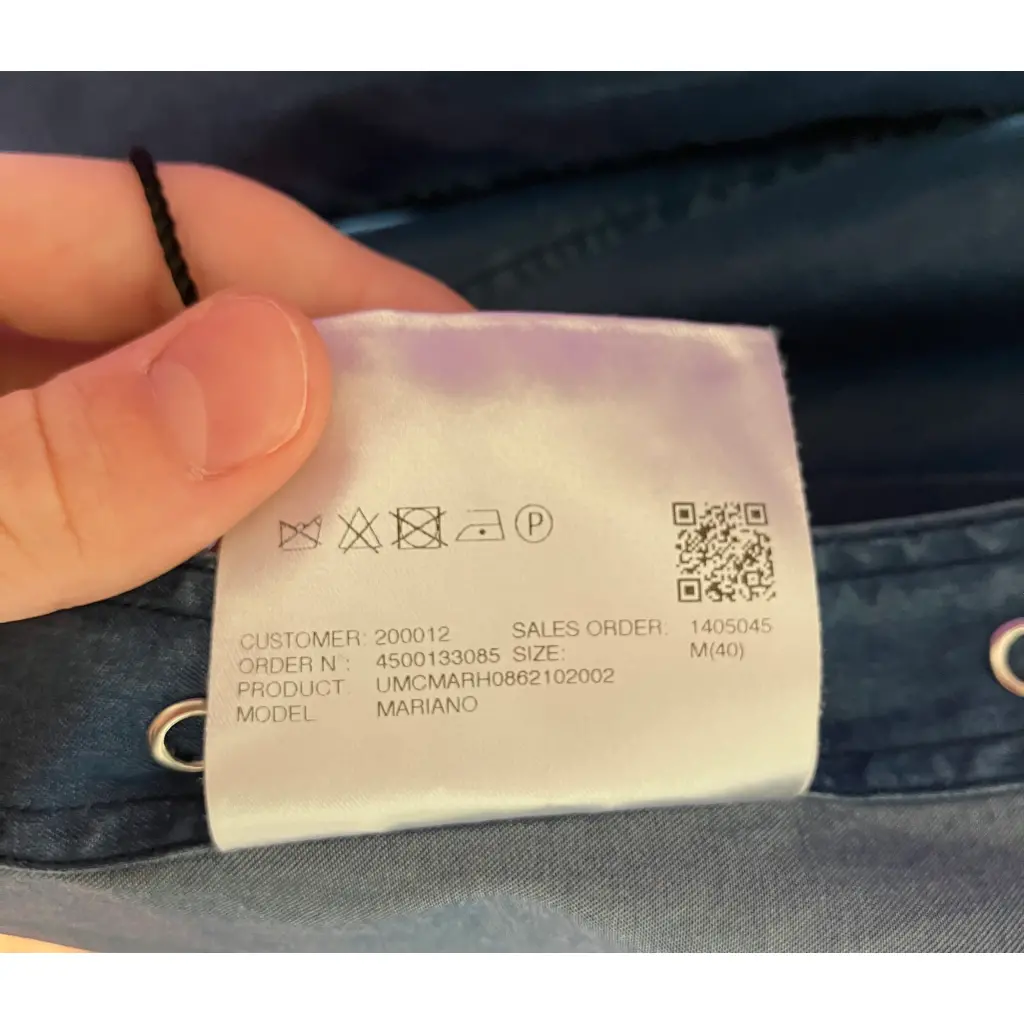 P
CUSTOMER: 200012 SALES ORDER: 1405045
ORDER N°: 4500133085 SIZE: M(40)
PRODUCT: UMCMARH0862102002
MODEL MARIANO